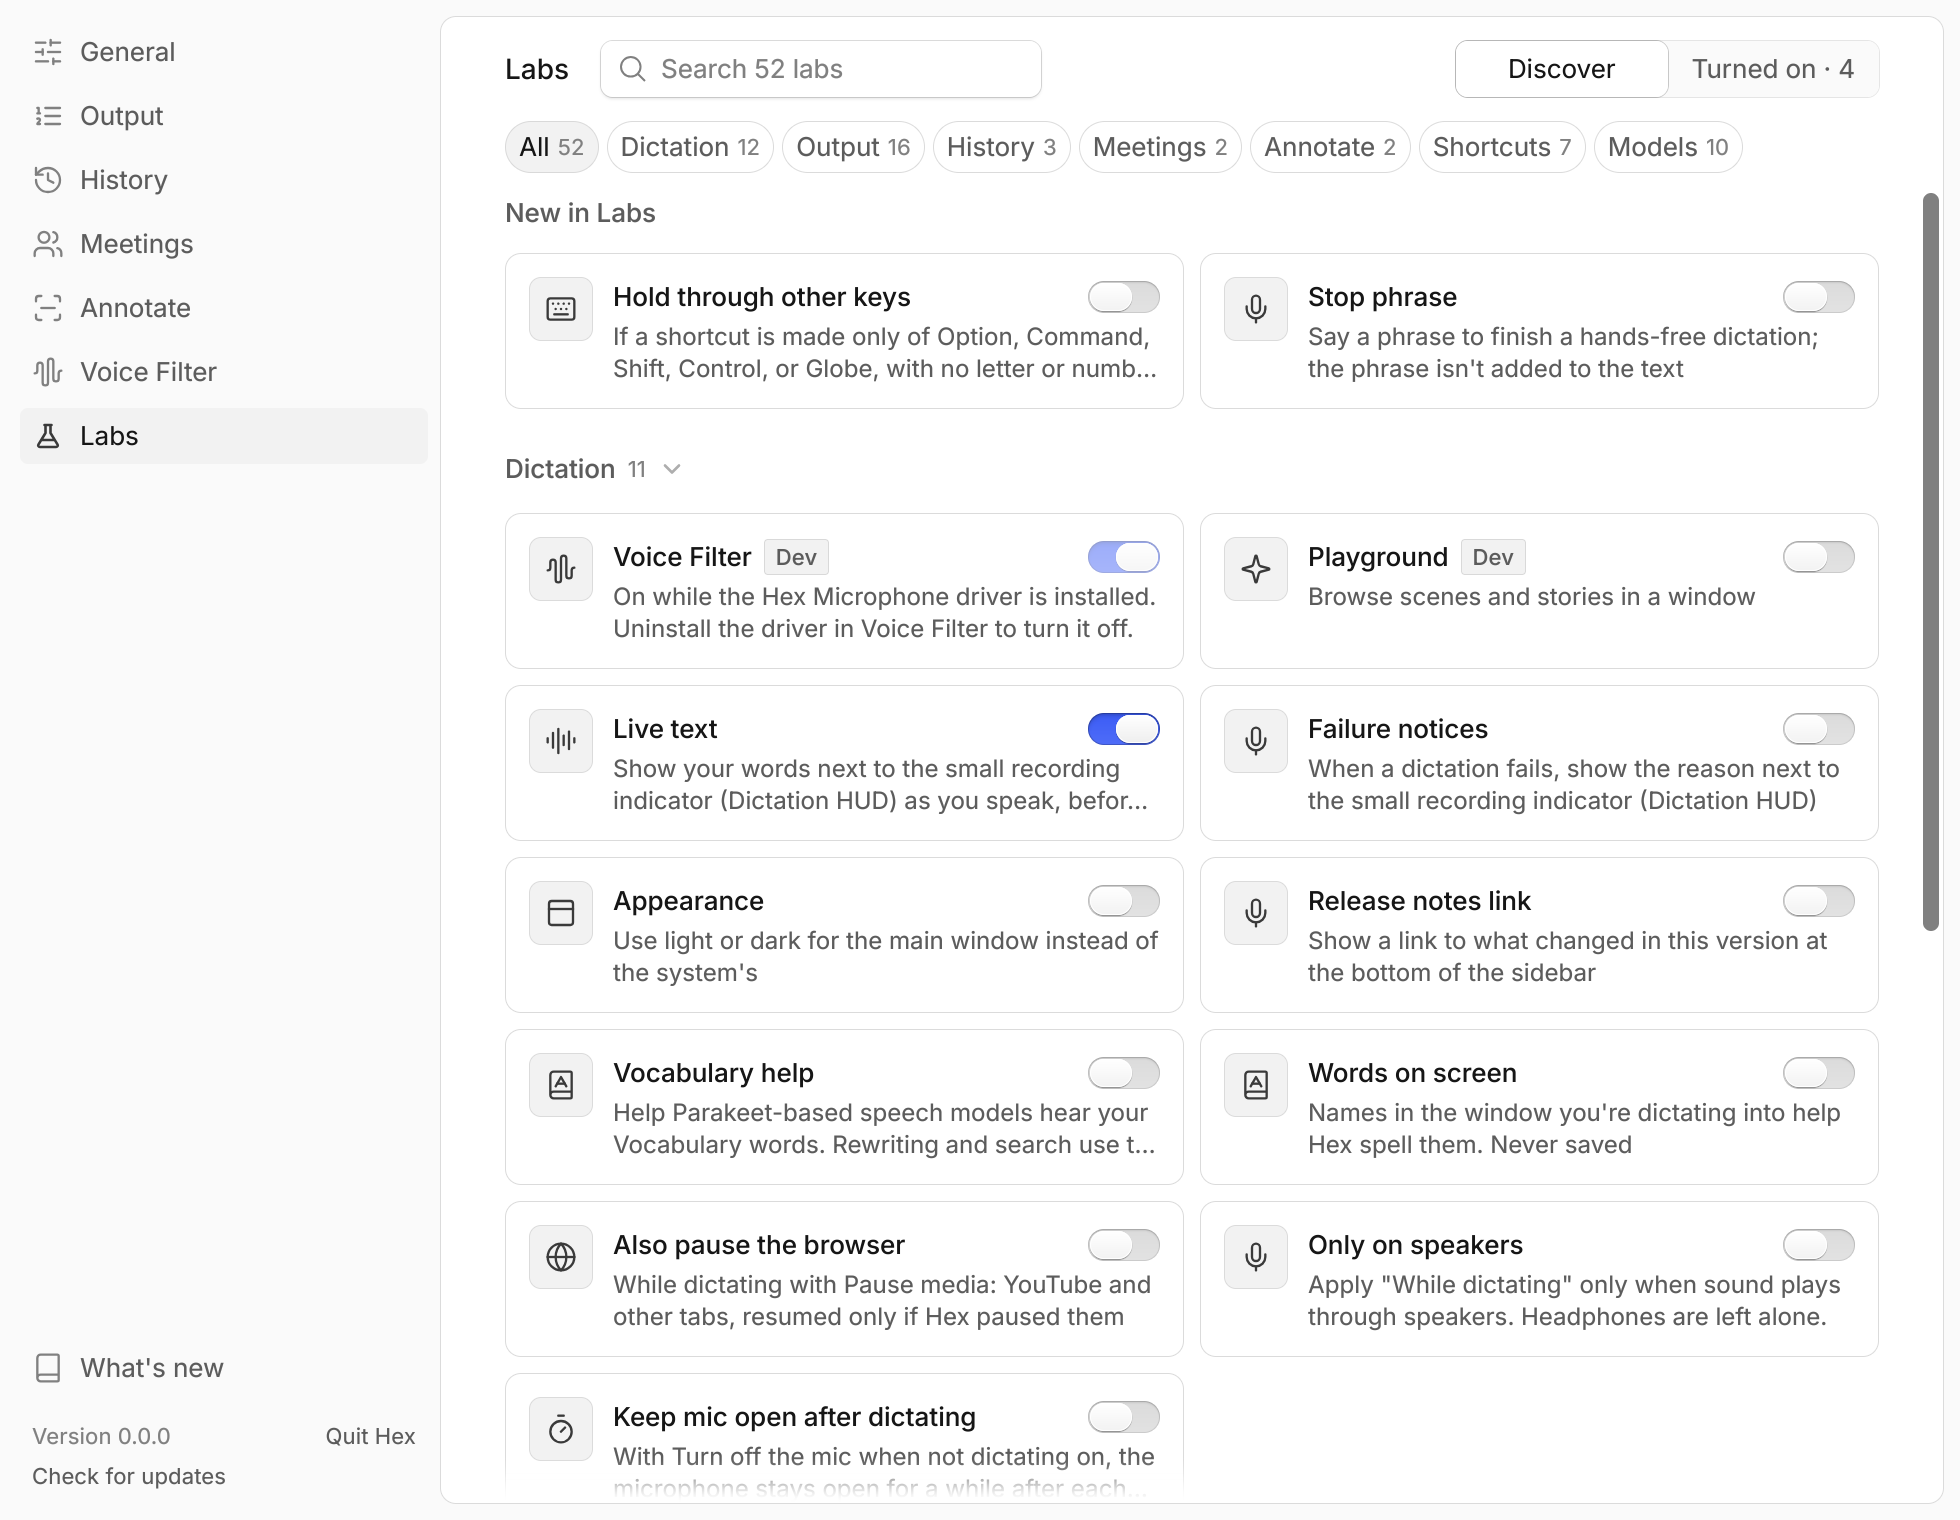 General
Output
History
Meetings
Annotate
Voice Filter
Labs
What's new
Version 0.0.0
Quit Hex
Check for updates
Labs
Search 52 labs
Discover
Turned on · 4
All 52
Dictation 12
Output 16
History 3
Meetings 2
Annotate 2
Shortcuts 7
Models 10
New in Labs
Hold through other keys
If a shortcut is made only of Option, Command,
Shift, Control, or Globe, with no letter or numb...
Stop phrase
Say a phrase to finish a hands-free dictation;
the phrase isn't added to the text
Dictation 11
Voice Filter Dev
On while the Hex Microphone driver is installed.
Uninstall the driver in Voice Filter to turn it off.
Playground Dev
Browse scenes and stories in a window
Live text
Show your words next to the small recording
indicator (Dictation HUD) as you speak, befor...
Failure notices
When a dictation fails, show the reason next to
the small recording indicator (Dictation HUD)
Appearance
Use light or dark for the main window instead of
the system's
Release notes link
Show a link to what changed in this version at
the bottom of the sidebar
Vocabulary help
Help Parakeet-based speech models hear your
Vocabulary words. Rewriting and search use t...
Words on screen
Names in the window you're dictating into help
Hex spell them. Never saved
Also pause the browser
While dictating with Pause media: YouTube and
other tabs, resumed only if Hex paused them
Only on speakers
Apply "While dictating" only when sound plays
through speakers. Headphones are left alone.
Keep mic open after dictating
With Turn off the mic when not dictating on, the
microphone stays open for a while after each...